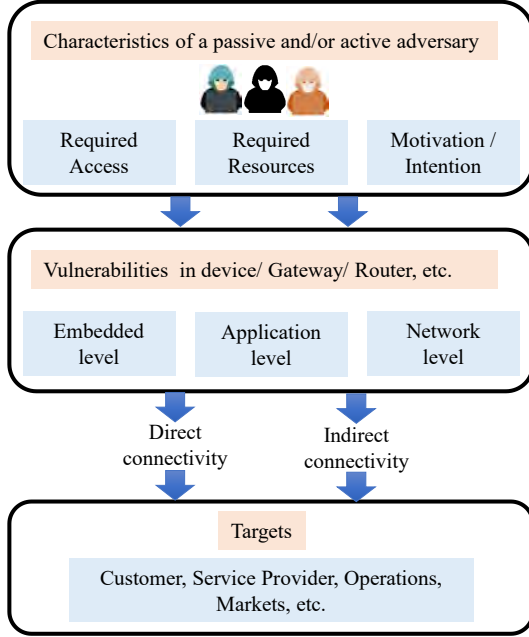 Characteristics of a passive and/or active adversary
Required
Access
Required
Resources
Motivation /
Intention
Vulnerabilities in device/ Gateway/ Router, etc.
Embedded
level
Application
level
Network
level
Direct
connectivity
Indirect
connectivity
Targets
Customer, Service Provider, Operations,
Markets, etc.